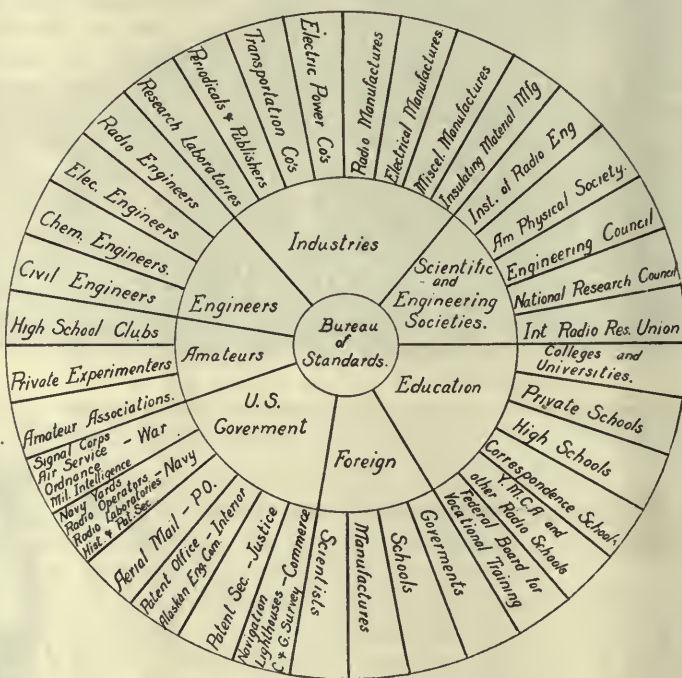 Bureau
of
Standards.
Industries
Scientific
and
Engineering
Societies.
Education
Foreign
U.S.
Goverment
Amateurs
Engineers
Research Laboratories
Periodicals & Publishers
Transportation Co's
Electric Power Co's
Radio Manufactures
Electrical Manufactures.
Miscel. Manufactures
Insulating Material Mfg
Inst. of Radio Eng
Am Physical Society.
Engineering Council
National Research Council
Int Radio Res. Union
Colleges and
Universities.
Private Schools
High Schools
Correspondence Schools
Y.M.C.A and
other Radio Schools
Federal Board for
Vocational Training
Goverments
Schools
Manufactures
Scientists
Navigation
Lighthouses - Commerce
C & G. Survey
Patent Sec. - Justice
Patent Office - Interior
Alaskan Eng. Com.
Aerial Mail - P.O.
Navy Yards
Radio Operators - Navy
Radio Laboratories
Hist. & Pat. Sec.
Signal Corps
Air Service - War
Ordnance
Mil. Intelligence
Amateur Associations.
Private Experimenters
High School Clubs
Civil Engineers
Chem. Engineers.
Elec. Engineers
Radio Engineers